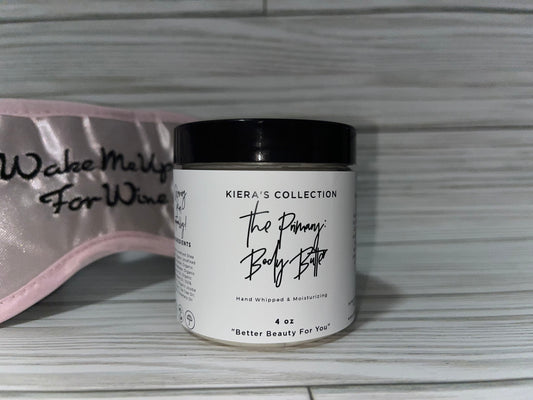 Wake Me Up
For Wine
KIERA'S COLLECTION
The Primary:
Body Butter
Hand Whipped & Moisturizing
4 oz
"Better Beauty For You"